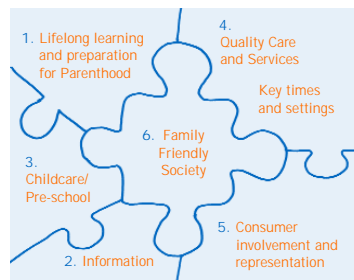 1. Lifelong learning
and preparation
for Parenthood
4.
Quality Care
and Services
Key times
and settings
6. Family
Friendly
Society
3.
Childcare/
Pre-school
2. Information
5. Consumer
involvement and
representation